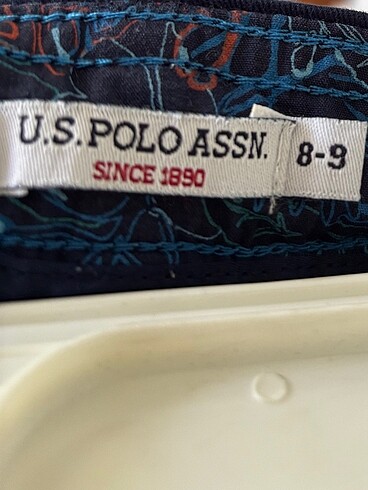 U.S. POLO ASSN.
SINCE 1890
8-9